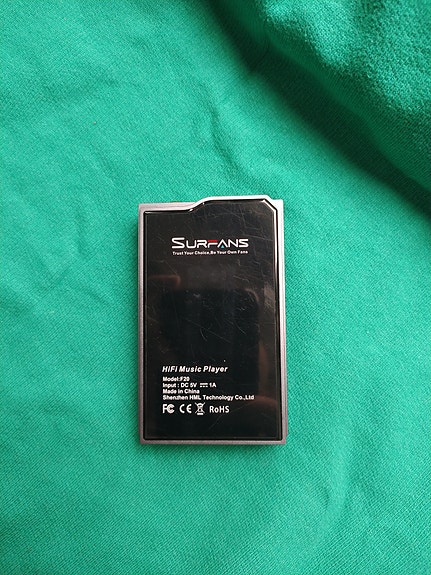 SURFANS
Trust Your Choice,Be Your Own Fans
HiFi Music Player
Model:F20
Input : DC 5V ⎓ 1A
Made in China
Shenzhen HML Technology Co.,Ltd
FC CE RoHS